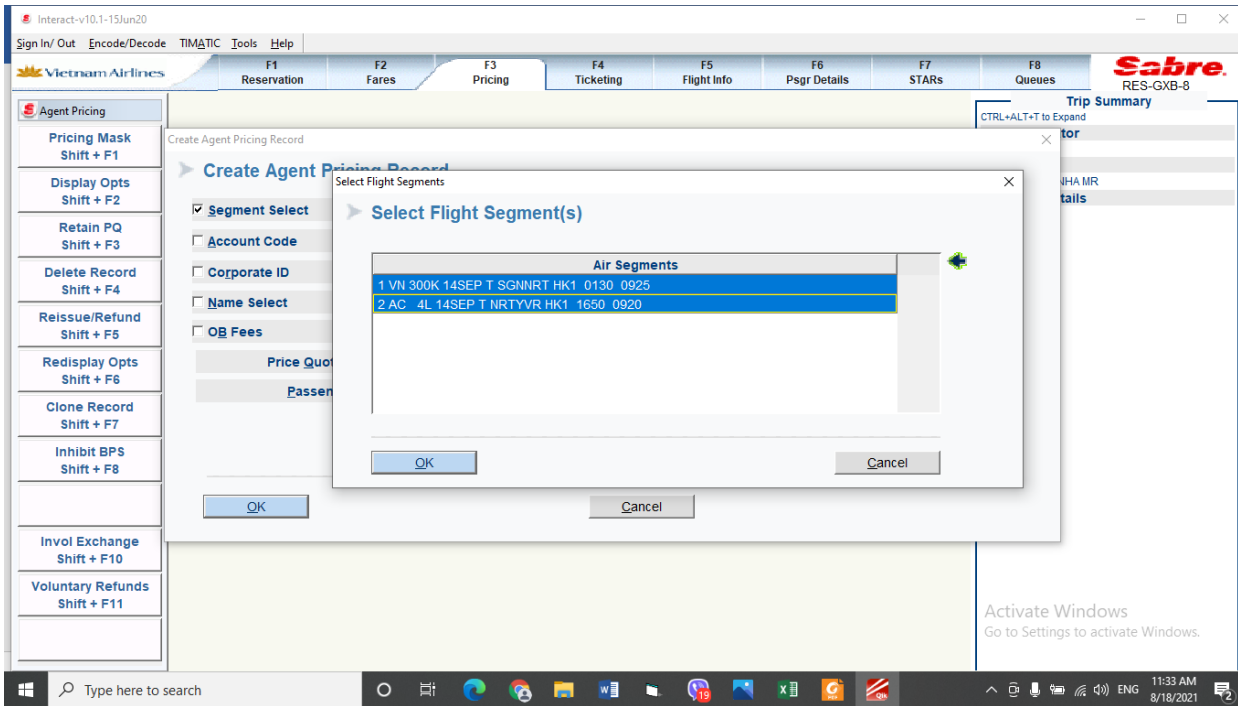 Interact-v10.1-15Jun20
Sign In/ Out Encode/Decode TIMATIC Tools Help
Vietnam Airlines
F1
Reservation
F2
Fares
F3
Pricing
F4
Ticketing
F5
Flight Info
F6
Psgr Details
F7
STARs
F8
Queues
Sabre.
RES-GXB-8
Agent Pricing
Pricing Mask
Shift + F1
Display Opts
Shift + F2
Retain PQ
Shift + F3
Delete Record
Shift + F4
Reissue/Refund
Shift + F5
Redisplay Opts
Shift + F6
Clone Record
Shift + F7
Inhibit BPS
Shift + F8
Invol Exchange
Shift + F10
Voluntary Refunds
Shift + F11
Create Agent Pricing Record
Create Agent Pricing Record
Segment Select
Account Code
Corporate ID
Name Select
OB Fees
Price Quot
Passen
OK
Cancel
Select Flight Segments
Select Flight Segment(s)
Air Segments
1 VN 300K 14SEP T SGNNRT HK1 0130 0925
2 AC 4L 14SEP T NRTYVR HK1 1650 0920
OK
Cancel
Trip Summary
CTRL+ALT+T to Expand
tor
NHA MR
tails
Activate Windows
Go to Settings to activate Windows.
Type here to search
19
ENG
11:33 AM
8/18/2021
2